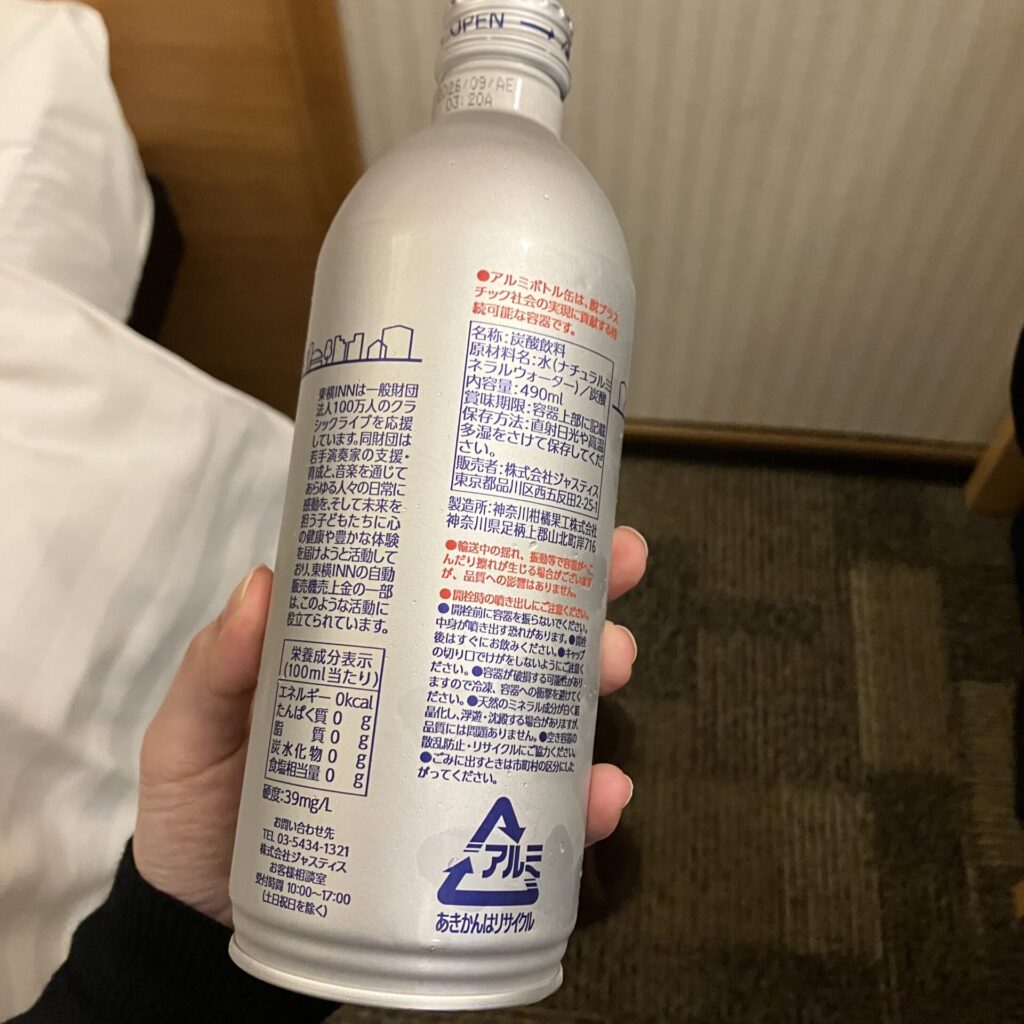 OPEN
2026/09/AE
03:20A
東横INNは一般財団
法人100万人のクラ
シックライブを応援
しています。同財団は
若手演奏家の支援・
育成と、音楽を通じて
あらゆる人々の日常に
感動を、そして未来を
担う子どもたちに心
の健康や豊かな体験
を届けようと活動して
おり、東横INNの自動
販売機売上金の一部
は、このような活動に
役立てられています。
栄養成分表示
(100ml当たり)
エネルギー 0kcal
たんぱく質 0 g
脂質 0 g
炭水化物 0 g
食塩相当量 0 g
硬度:39mg/L
お問い合わせ先
TEL 03-5434-1321
株式会社ジャスティス
お客様相談室
受付時間 10:00〜17:00
(土日祝日を除く)
●アルミボトル缶は、脱プラス
チック社会の実現に貢献する持
続可能な容器です。
名称:炭酸飲料
原材料名:水(ナチュラルミ
ネラルウォーター)/炭酸
内容量:490ml
賞味期限:容器上部に記載
保存方法:直射日光や高温
多湿をさけて保存してくだ
さい。
販売者:株式会社ジャスティス
東京都品川区西五反田2-25-1
製造所:神奈川柑橘果工株式会社
神奈川県足柄上郡山北町岸716
●輸送中の揺れ、振動等で容器がへこ
んだり擦れが生じる場合がございます
が、品質への影響はありません。
●開栓時の噴き出しにご注意ください。
●開栓前に容器を振らないでください。
中身が噴き出す恐れがあります。●開栓
後はすぐにお飲みください。●キャップ
の切り口でけがをしないようにご注意く
ださい。●容器が破損する可能性があり
ますので冷凍、容器への衝撃を避けてく
ださい。●天然のミネラル成分が白く結
晶化し、浮遊・沈殿する場合がありますが、
品質には問題ありません。●空き容器の
散乱防止・リサイクルにご協力ください。
●ごみに出すときは市町村の区分にした
がってください。
アルミ
あきかんはリサイクル